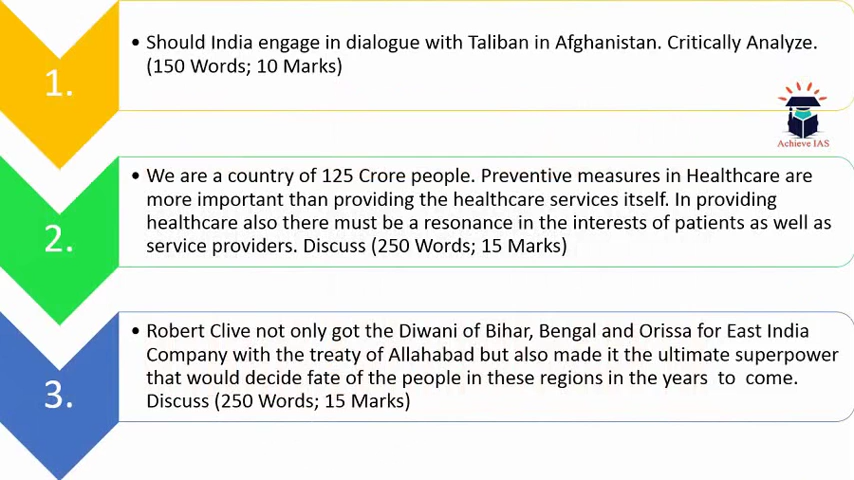 1.
• Should India engage in dialogue with Taliban in Afghanistan. Critically Analyze.
(150 Words; 10 Marks)
Achieve IAS
2.
• We are a country of 125 Crore people. Preventive measures in Healthcare are
more important than providing the healthcare services itself. In providing
healthcare also there must be a resonance in the interests of patients as well as
service providers. Discuss (250 Words; 15 Marks)
3.
• Robert Clive not only got the Diwani of Bihar, Bengal and Orissa for East India
Company with the treaty of Allahabad but also made it the ultimate superpower
that would decide fate of the people in these regions in the years to come.
Discuss (250 Words; 15 Marks)